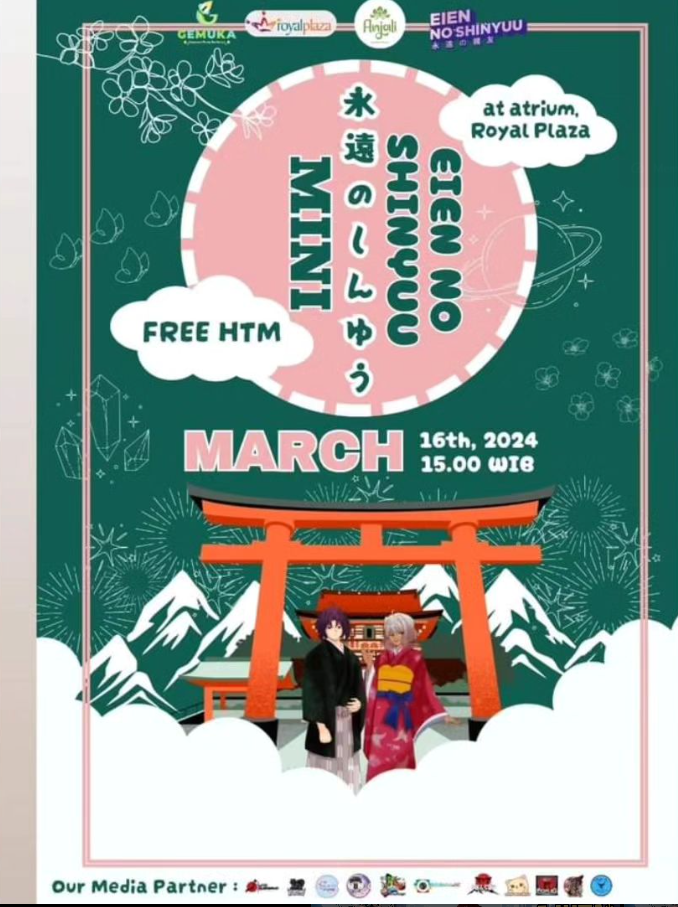 GEMUKA
royalplaza
Anjali
EIEN
NO SHINYUU
永遠の親友
at atrium,
Royal Plaza
EIEN NO
SHINYUU
永遠のしんゆう
MINI
FREE HTM
MARCH
16th, 2024
15.00 WIB
Our Media Partner :